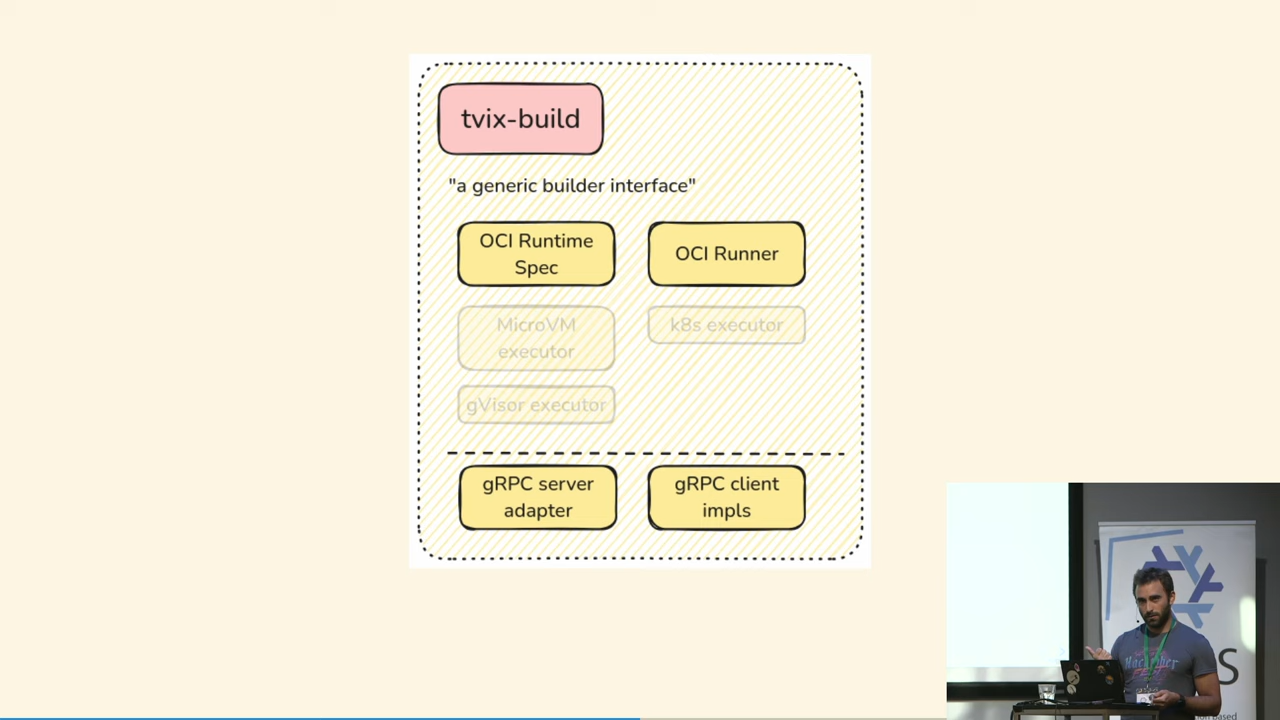 tvix-build
"a generic builder interface"
OCI Runtime
Spec
OCI Runner
MicroVM
executor
k8s executor
gVisor executor
gRPC server
adapter
gRPC client
impls
S